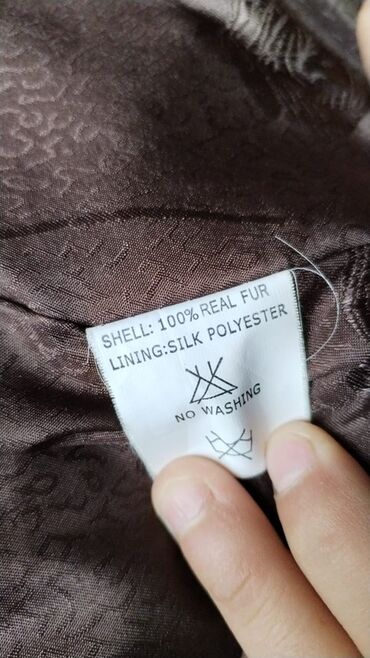 SHELL: 100% REAL FUR
LINING:SILK POLYESTER
NO WASHING